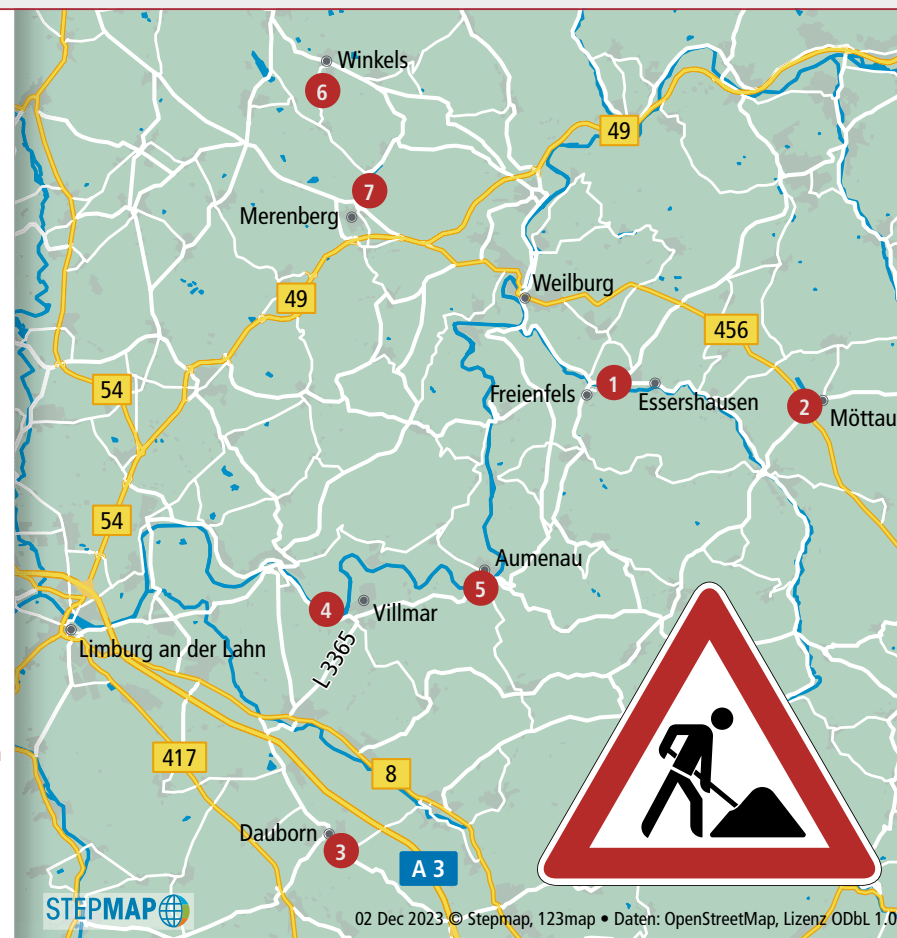 Winkels
6
49
7
Merenberg
Weilburg
49
456
54
1
Freienfels
Essershausen
2
Möttau
54
Aumenau
5
4
Villmar
Limburg an der Lahn
L 3365
417
8
Dauborn
3
A 3
STEPMAP
02 Dec 2023 © Stepmap, 123map • Daten: OpenStreetMap, Lizenz ODbL 1.0